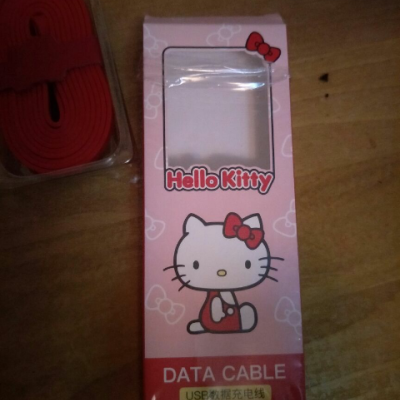 Hello Kitty
DATA CABLE
USB数据充电线